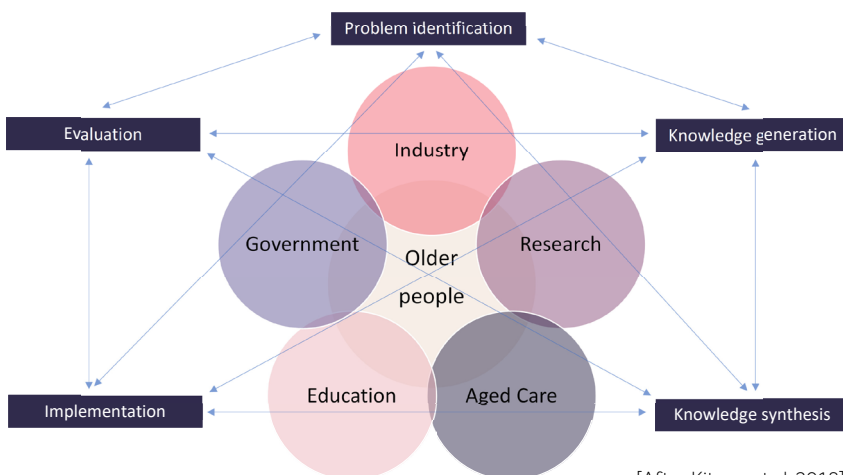 Problem identification
Evaluation
Knowledge generation
Industry
Government
Research
Older
people
Education
Aged Care
Implementation
Knowledge synthesis